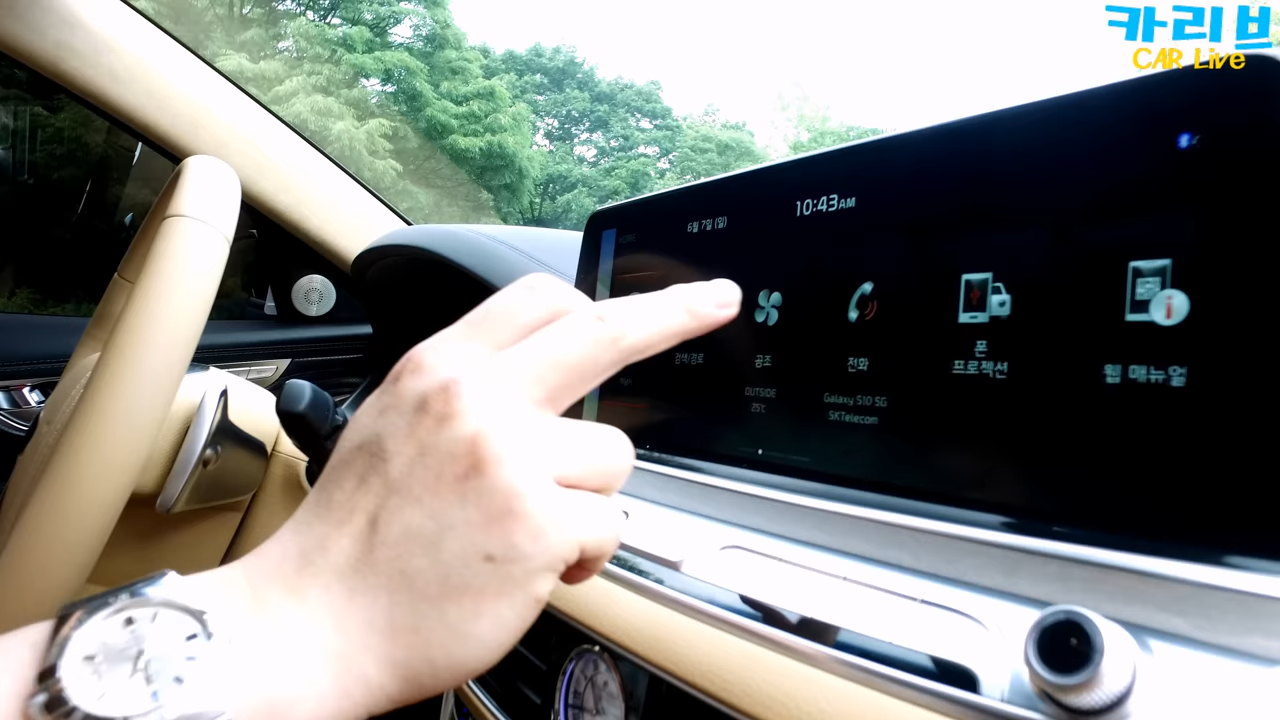 카리브
CAR Live
6월 7일 (일)
10:43AM
검색/경로
공조
전화
폰
프로젝션
웹 매뉴얼
OUTSIDE
25℃
Galaxy S10 5G
SKTelecom